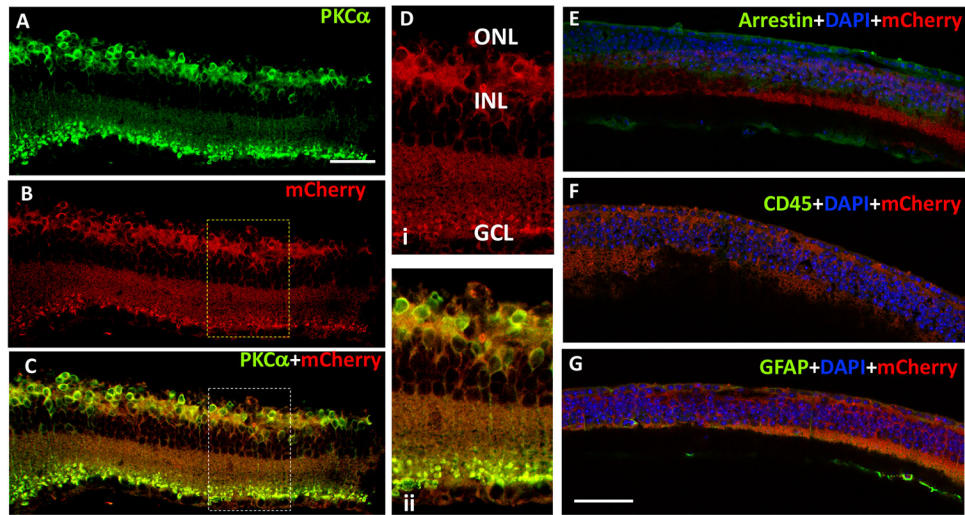 A
PKCα
B
mCherry
C
PKCα+mCherry
D
ONL
INL
GCL
i
ii
E
Arrestin+DAPI+mCherry
F
CD45+DAPI+mCherry
G
GFAP+DAPI+mCherry